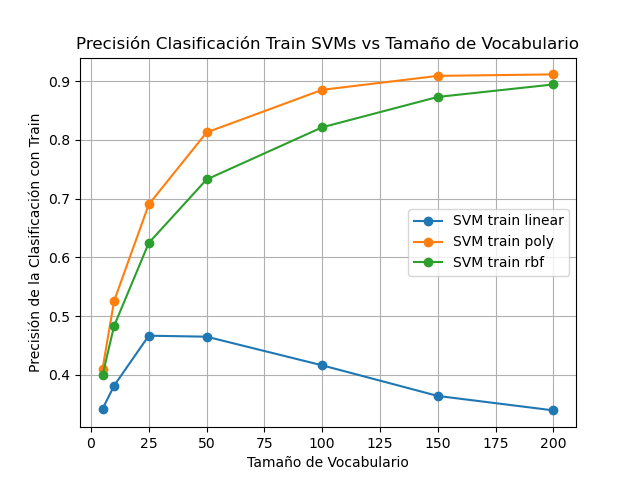 Precisión Clasificación Train SVMs vs Tamaño de Vocabulario
Precisión de la Clasificación con Train
0.9
0.8
0.7
0.6
0.5
0.4
SVM train linear
SVM train poly
SVM train rbf
0 25 50 75 100 125 150 175 200
Tamaño de Vocabulario